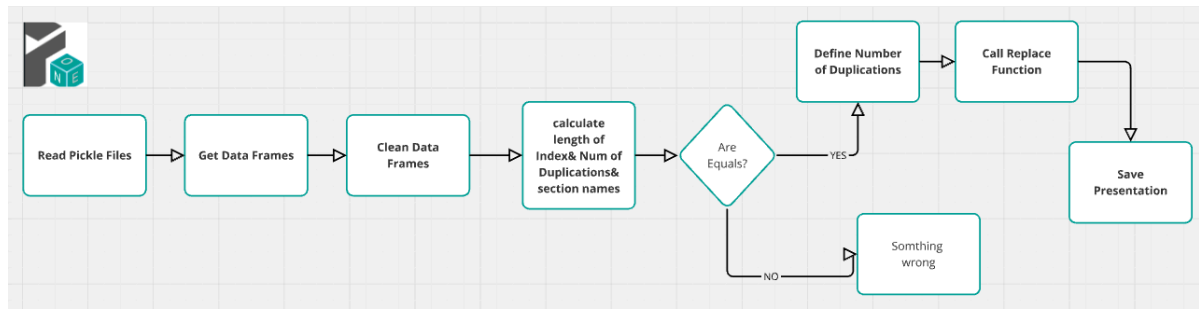 O
N E
Read Pickle Files
Get Data Frames
Clean Data
Frames
calculate
length of
Index& Num of
Duplications&
section names
Are
Equals?
YES
Define Number
of Duplications
Call Replace
Function
Save
Presentation
NO
Somthing
wrong